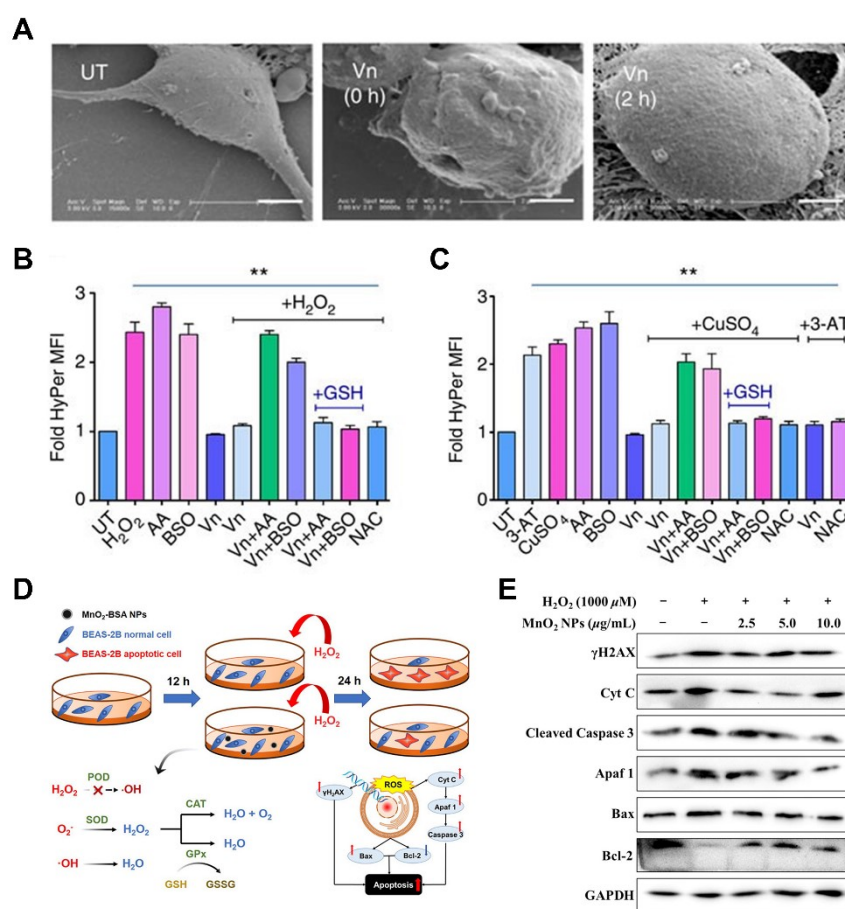 A
UT
Vn
(0 h)
Vn
(2 h)
B
**
+H₂O₂
+GSH
Fold HyPer MFI
3
2
1
0
UT
H₂O₂
AA
BSO
Vn
Vn
Vn+AA
Vn+BSO
Vn+AA
Vn+BSO
NAC
C
**
+CuSO₄
+3-AT
+GSH
Fold HyPer MFI
3
2
1
0
UT
3-AT
CuSO₄
AA
BSO
Vn
Vn
Vn+AA
Vn+BSO
Vn+AA
Vn+BSO
NAC
Vn
NAC
D
MnO₂-BSA NPs
BEAS-2B normal cell
BEAS-2B apoptotic cell
H₂O₂
12 h
24 h
H₂O₂
POD
H₂O₂ ·OH
SOD
O₂·⁻ H₂O₂
CAT
H₂O + O₂
H₂O
GPx
·OH H₂O
GSH GSSG
ROS
γH₂AX
Cyt C
Apaf 1
Caspase 3
Bax
Bcl-2
Apoptosis
E
H₂O₂ (1000 μM) − + + + +
MnO₂ NPs (μg/mL) − − 2.5 5.0 10.0
γH2AX
Cyt C
Cleaved Caspase 3
Apaf 1
Bax
Bcl-2
GAPDH